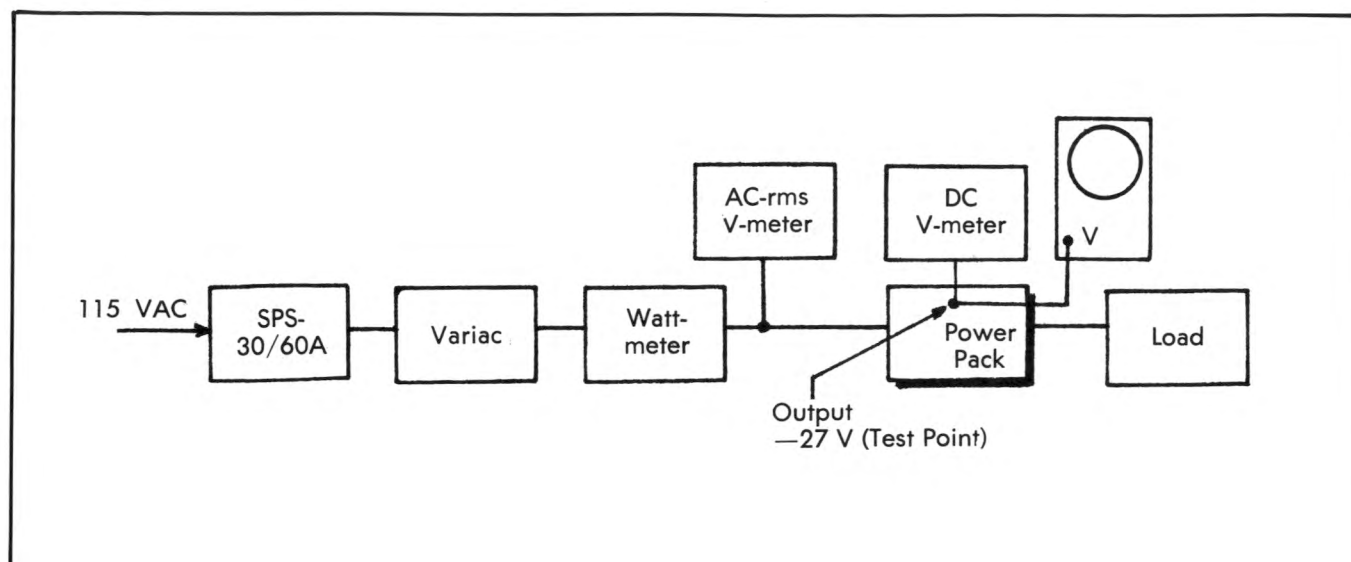 AC-rms
V-meter
DC
V-meter
V
115 VAC
SPS-
30/60A
Variac
Watt-
meter
Power
Pack
Load
Output
—27 V (Test Point)